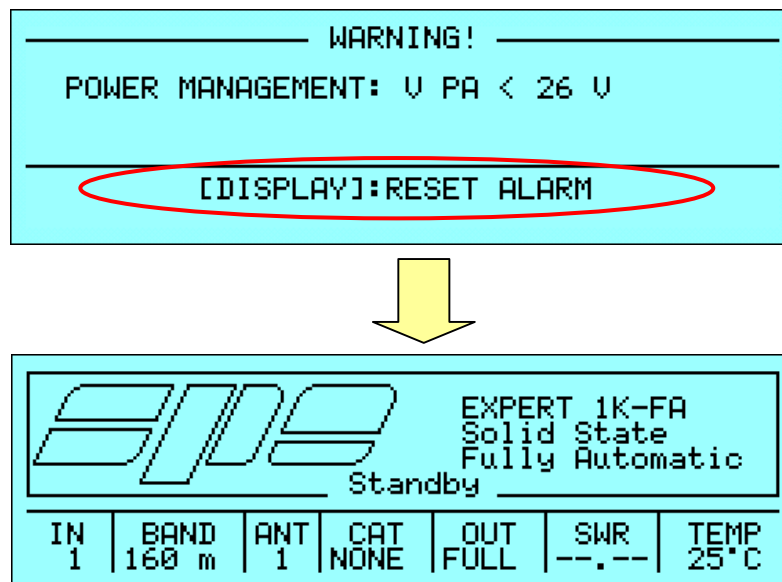 WARNING!
POWER MANAGEMENT: V PA < 26 V
[DISPLAY]:RESET ALARM
spe
EXPERT 1K-FA
Solid State
Fully Automatic
Standby
IN BAND ANT CAT OUT SWR TEMP
1 160 m 1 NONE FULL --.-- 25°C